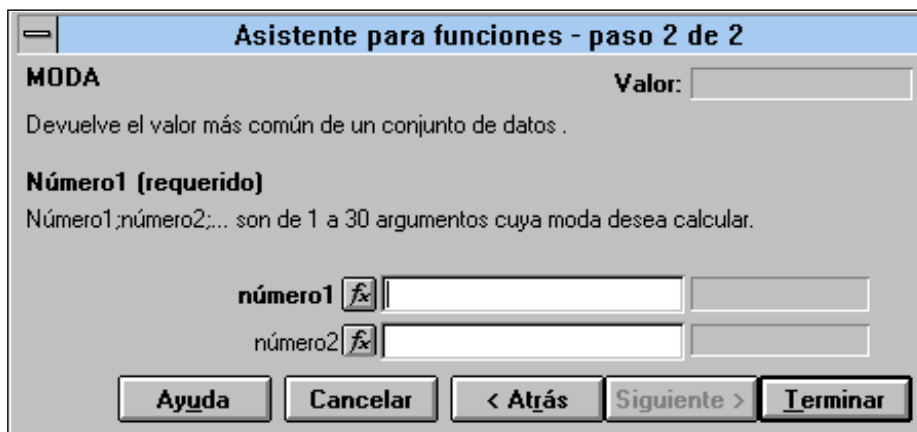 Asistente para funciones - paso 2 de 2
MODA Valor:
Devuelve el valor más común de un conjunto de datos .
Número1 (requerido)
Número1;número2;... son de 1 a 30 argumentos cuya moda desea calcular.
número1 fx
número2 fx
Ayuda Cancelar < Atrás Siguiente > Terminar